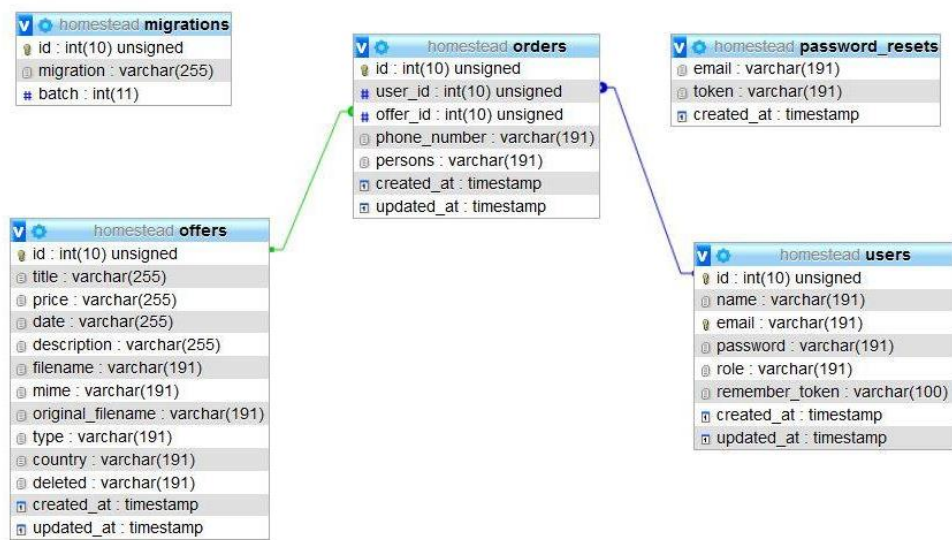 homestead migrations
id : int(10) unsigned
migration : varchar(255)
# batch : int(11)
homestead orders
id : int(10) unsigned
# user_id : int(10) unsigned
# offer_id : int(10) unsigned
phone_number : varchar(191)
persons : varchar(191)
created_at : timestamp
updated_at : timestamp
homestead password_resets
email : varchar(191)
token : varchar(191)
created_at : timestamp
homestead offers
id : int(10) unsigned
title : varchar(255)
price : varchar(255)
date : varchar(255)
description : varchar(255)
filename : varchar(191)
mime : varchar(191)
original_filename : varchar(191)
type : varchar(191)
country : varchar(191)
deleted : varchar(191)
created_at : timestamp
updated_at : timestamp
homestead users
id : int(10) unsigned
name : varchar(191)
email : varchar(191)
password : varchar(191)
role : varchar(191)
remember_token : varchar(100)
created_at : timestamp
updated_at : timestamp